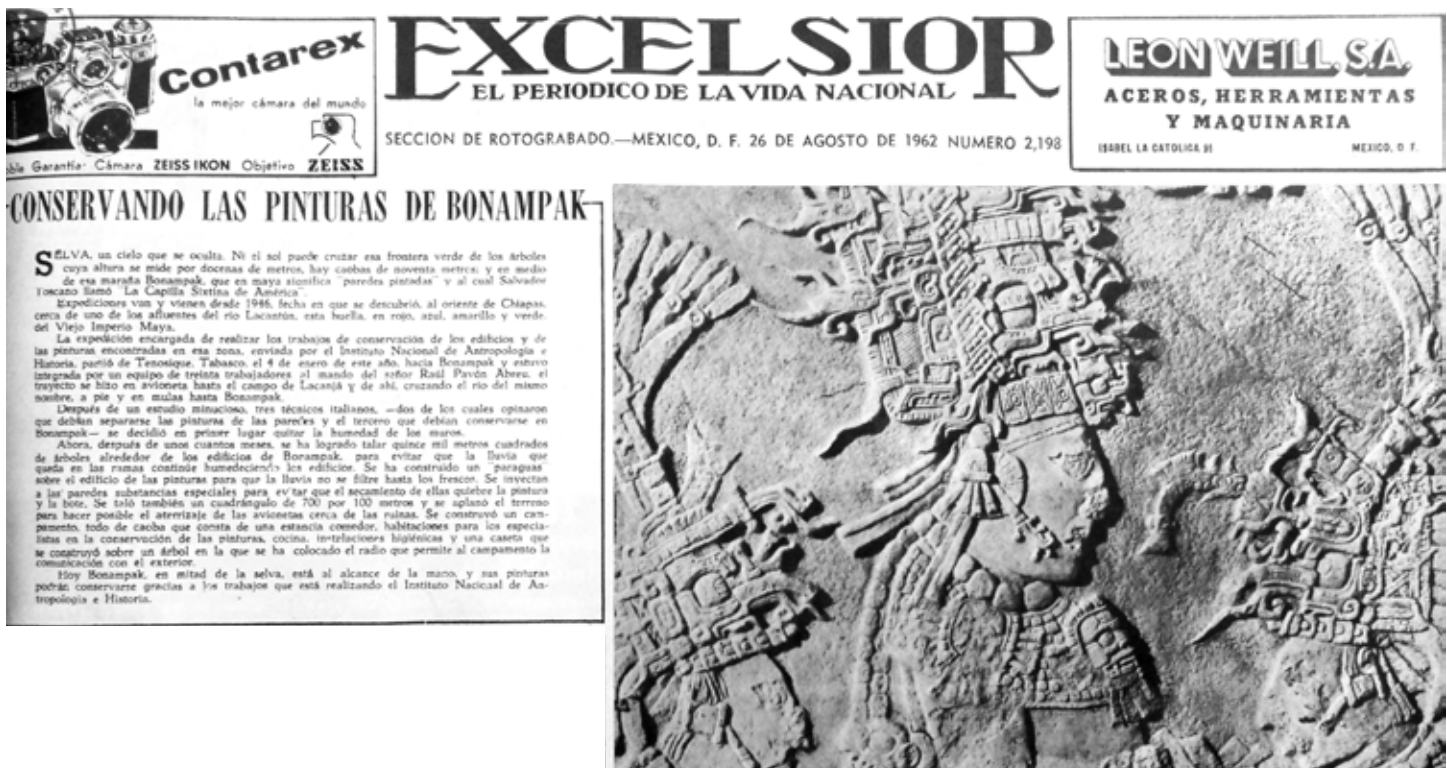 Contarex
la mejor cámara del mundo
ble Garantía: Cámara ZEISS IKON Objetivo ZEISS
EXCELSIOR
EL PERIODICO DE LA VIDA NACIONAL
SECCION DE ROTOGRABADO.—MEXICO, D. F. 26 DE AGOSTO DE 1962 NUMERO 2,198
LEON WEILL, S.A.
ACEROS, HERRAMIENTAS
Y MAQUINARIA
ISABEL LA CATOLICA MEXICO, D. F.
CONSERVANDO LAS PINTURAS DE BONAMPAK
SELVA, un cielo que se oculta. Ni el sol puede cruzar esa frontera verde de los árboles
cuya altura se mide por docenas de metros, hay caobas de noventa metros; y en medio
de esa maraña Bonampak, que en maya significa "paredes pintadas" y al cual Salvador
Toscano llamó "La Capilla Sixtina de América".
Expediciones van y vienen desde 1946, fecha en que se descubrió, al oriente de Chiapas,
cerca de uno de los afluentes del río Lacantún, esta huella, en rojo, azul, amarillo y verde,
del Viejo Imperio Maya.
La expedición encargada de realizar los trabajos de conservación de los edificios y de
las pinturas encontradas en esa zona, enviada por el Instituto Nacional de Antropología e
Historia, partió de Tenosique, Tabasco, el 4 de enero de este año, hacia Bonampak y estuvo
integrada por un equipo de treinta trabajadores al mando del señor Raúl Pavón Abreu, el
trayecto se hizo en avioneta hasta el campo de Lacanjá y de ahí, cruzando el río del mismo
nombre, a pie y en mulas hasta Bonampak.
Después de un estudio minucioso, tres técnicos italianos, —dos de los cuales opinaron
que debían separarse las pinturas de las paredes y el tercero que debían conservarse en
Bonampak— se decidió en primer lugar quitar la humedad de los muros.
Ahora, después de unos cuantos meses, se ha logrado talar quince mil metros cuadrados
de árboles alrededor de los edificios de Bonampak, para evitar que la lluvia que
queda en las ramas continúe humedeciendo los edificios. Se ha construido un "paraguas"
sobre el edificio de las pinturas para que la lluvia no se filtre hasta los frescos. Se inyectan
a las paredes substancias especiales para evitar que el secamiento de ellas quiebre la pintura
y la bote. Se taló también un cuadrángulo de 700 por 100 metros y se aplanó el terreno
para hacer posible el aterrizaje de las avionetas cerca de las ruinas. Se construyó un cam-
pamento, todo de caoba que consta de una estancia comedor, habitaciones para los especia-
listas en la conservación de las pinturas, cocina, instalaciones higiénicas y una caseta que
se construyó sobre un árbol en la que se ha colocado el radio que permite al campamento la
comunicación con el exterior.
Hoy Bonampak, en mitad de la selva, está al alcance de la mano, y sus pinturas
podrán conservarse gracias a los trabajos que está realizando el Instituto Nacional de An-
tropología e Historia.